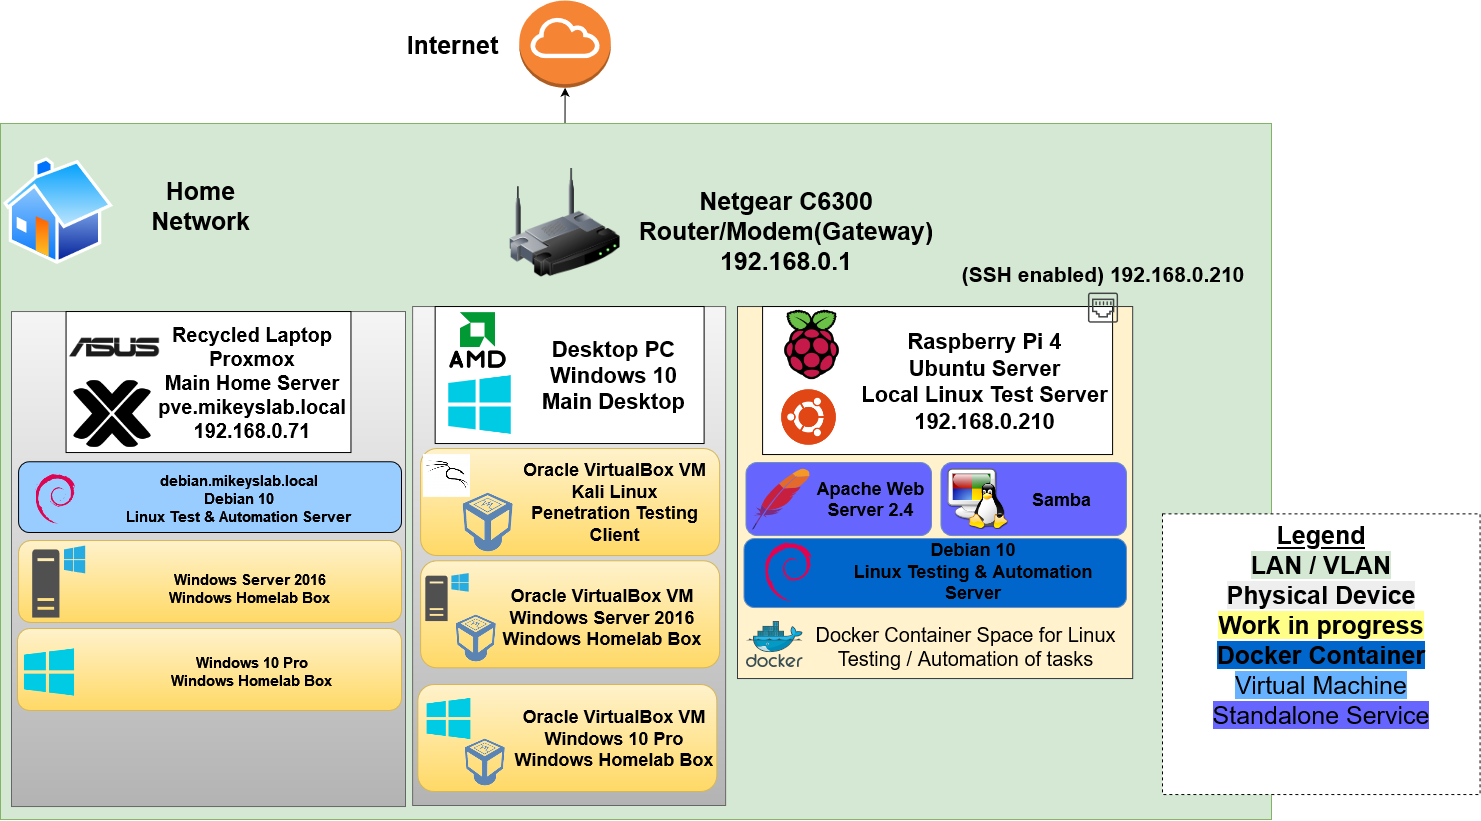 Internet
Home
Network
Netgear C6300
Router/Modem(Gateway)
192.168.0.1
(SSH enabled) 192.168.0.210
ASUS
Recycled Laptop
Proxmox
Main Home Server
pve.mikeyslab.local
192.168.0.71
debian.mikeyslab.local
Debian 10
Linux Test & Automation Server
Windows Server 2016
Windows Homelab Box
Windows 10 Pro
Windows Homelab Box
AMD
Desktop PC
Windows 10
Main Desktop
Oracle VirtualBox VM
Kali Linux
Penetration Testing
Client
VM
Oracle VirtualBox VM
Windows Server 2016
Windows Homelab Box
VM
Oracle VirtualBox VM
Windows 10 Pro
Windows Homelab Box
VM
Raspberry Pi 4
Ubuntu Server
Local Linux Test Server
192.168.0.210
Apache Web
Server 2.4
Samba
Debian 10
Linux Testing & Automation
Server
docker
Docker Container Space for Linux
Testing / Automation of tasks
Legend
LAN / VLAN
Physical Device
Work in progress
Docker Container
Virtual Machine
Standalone Service